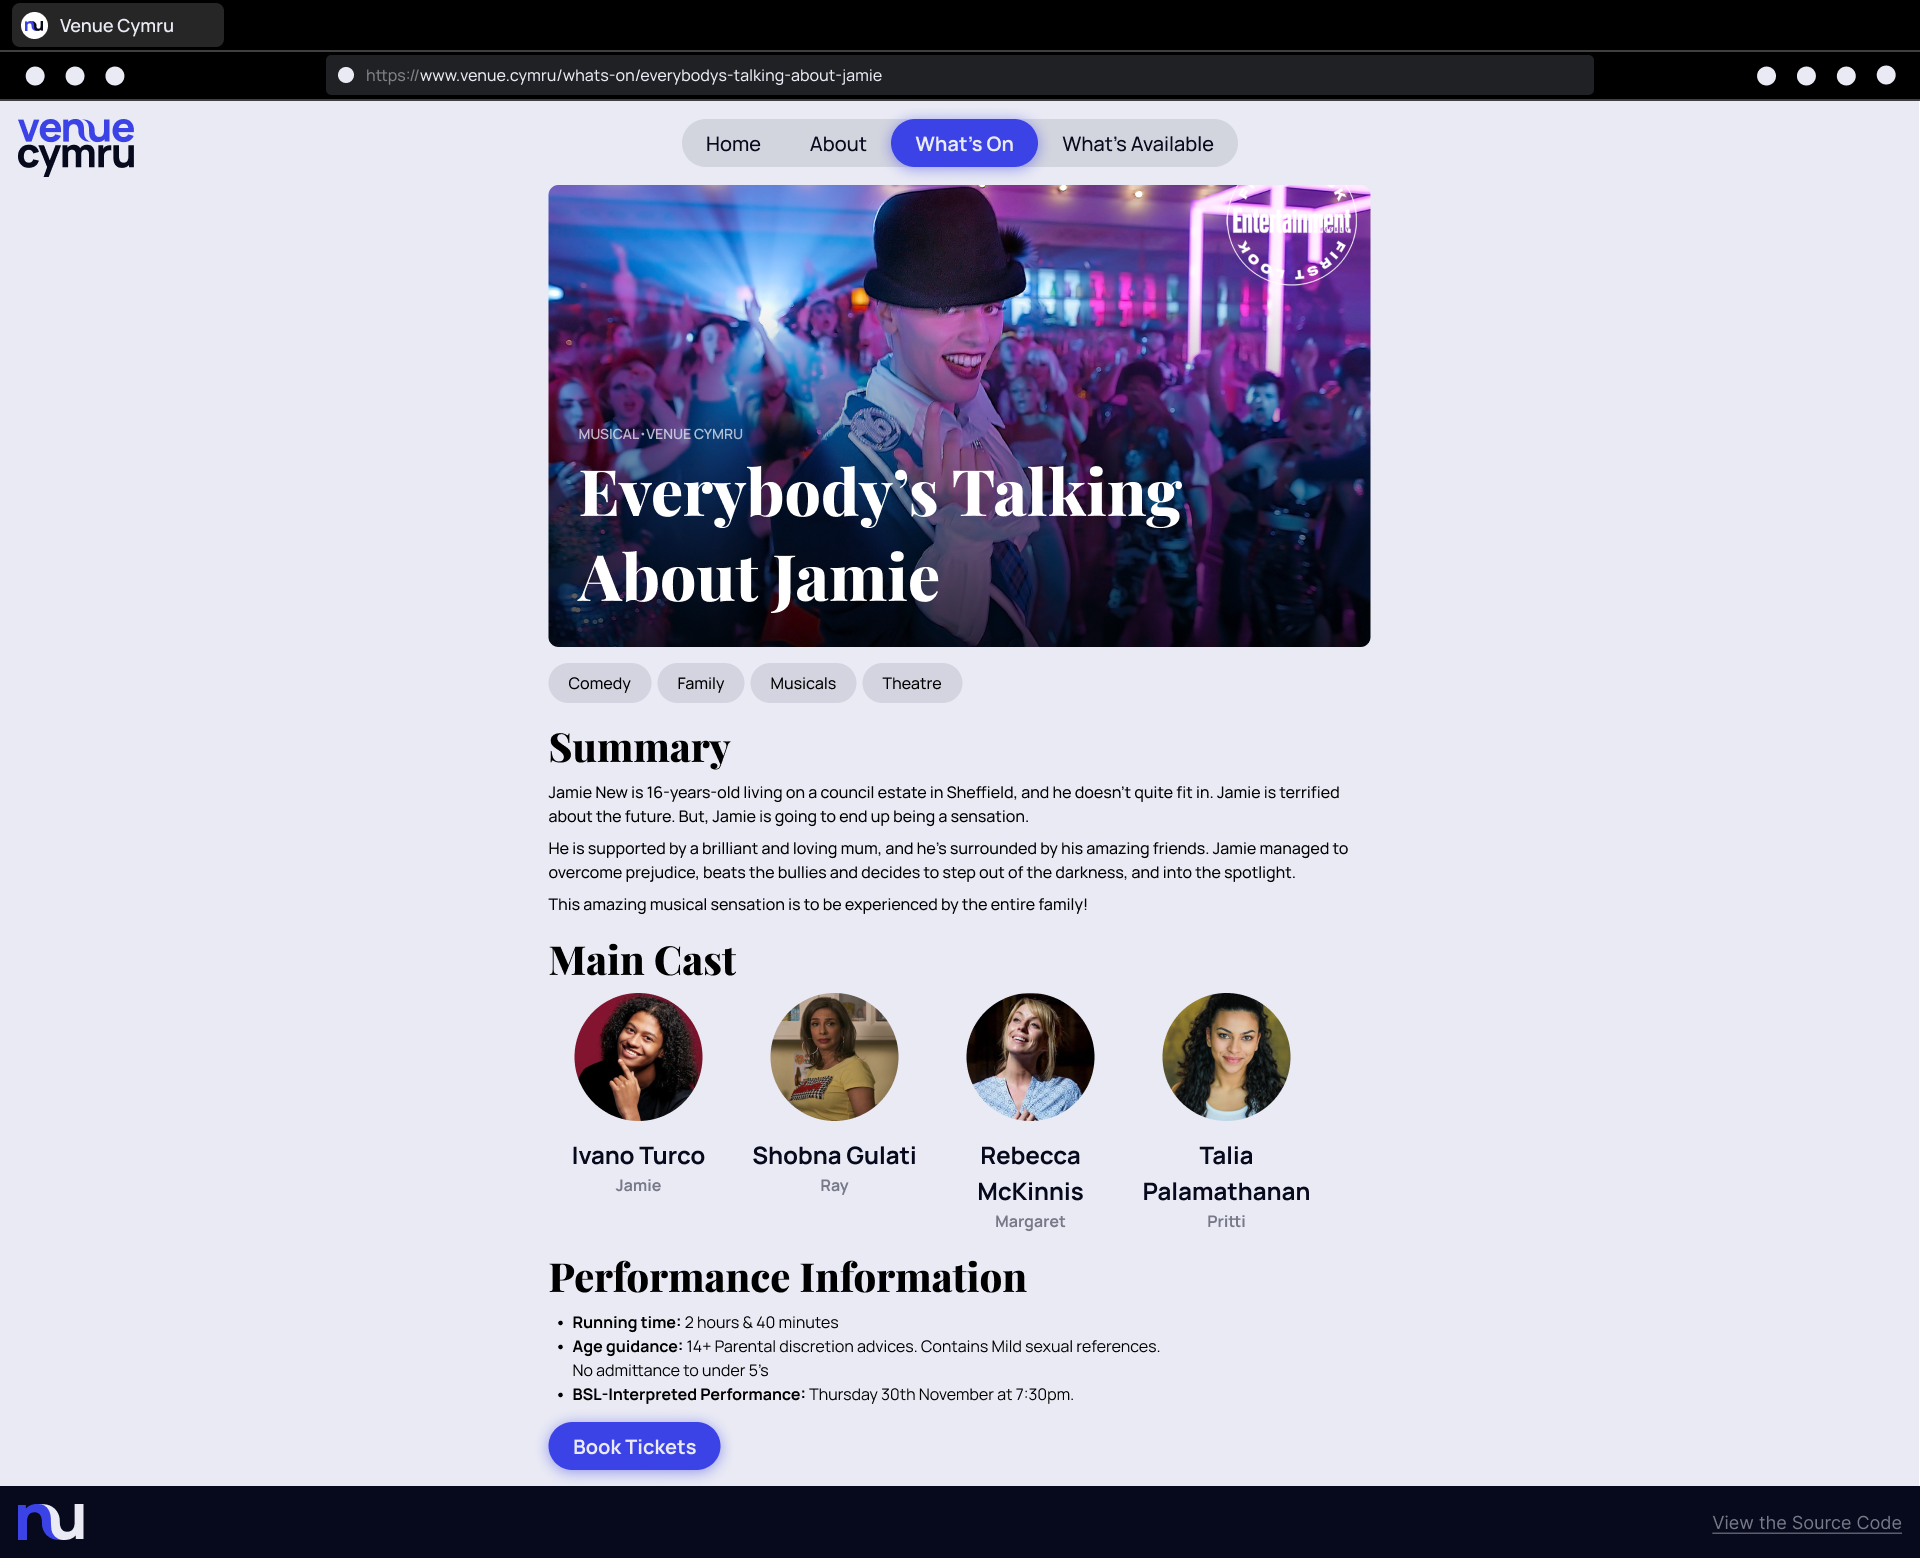 nu Venue Cymru
https://www.venue.cymru/whats-on/everybodys-talking-about-jamie
venue
cymru
Home About What's On What's Available
Entertainment
FIRST LOOK
16
MUSICAL•VENUE CYMRU
Everybody's Talking
About Jamie
Comedy Family Musicals Theatre
Summary
Jamie New is 16-years-old living on a council estate in Sheffield, and he doesn't quite fit in. Jamie is terrified
about the future. But, Jamie is going to end up being a sensation.
He is supported by a brilliant and loving mum, and he's surrounded by his amazing friends. Jamie managed to
overcome prejudice, beats the bullies and decides to step out of the darkness, and into the spotlight.
This amazing musical sensation is to be experienced by the entire family!
Main Cast
Ivano Turco Shobna Gulati Rebecca McKinnis Talia Palamathanan
Jamie Ray Margaret Pritti
Performance Information
• Running time: 2 hours & 40 minutes
• Age guidance: 14+ Parental discretion advices. Contains Mild sexual references.
No admittance to under 5's
• BSL-Interpreted Performance: Thursday 30th November at 7:30pm.
Book Tickets
nu View the Source Code